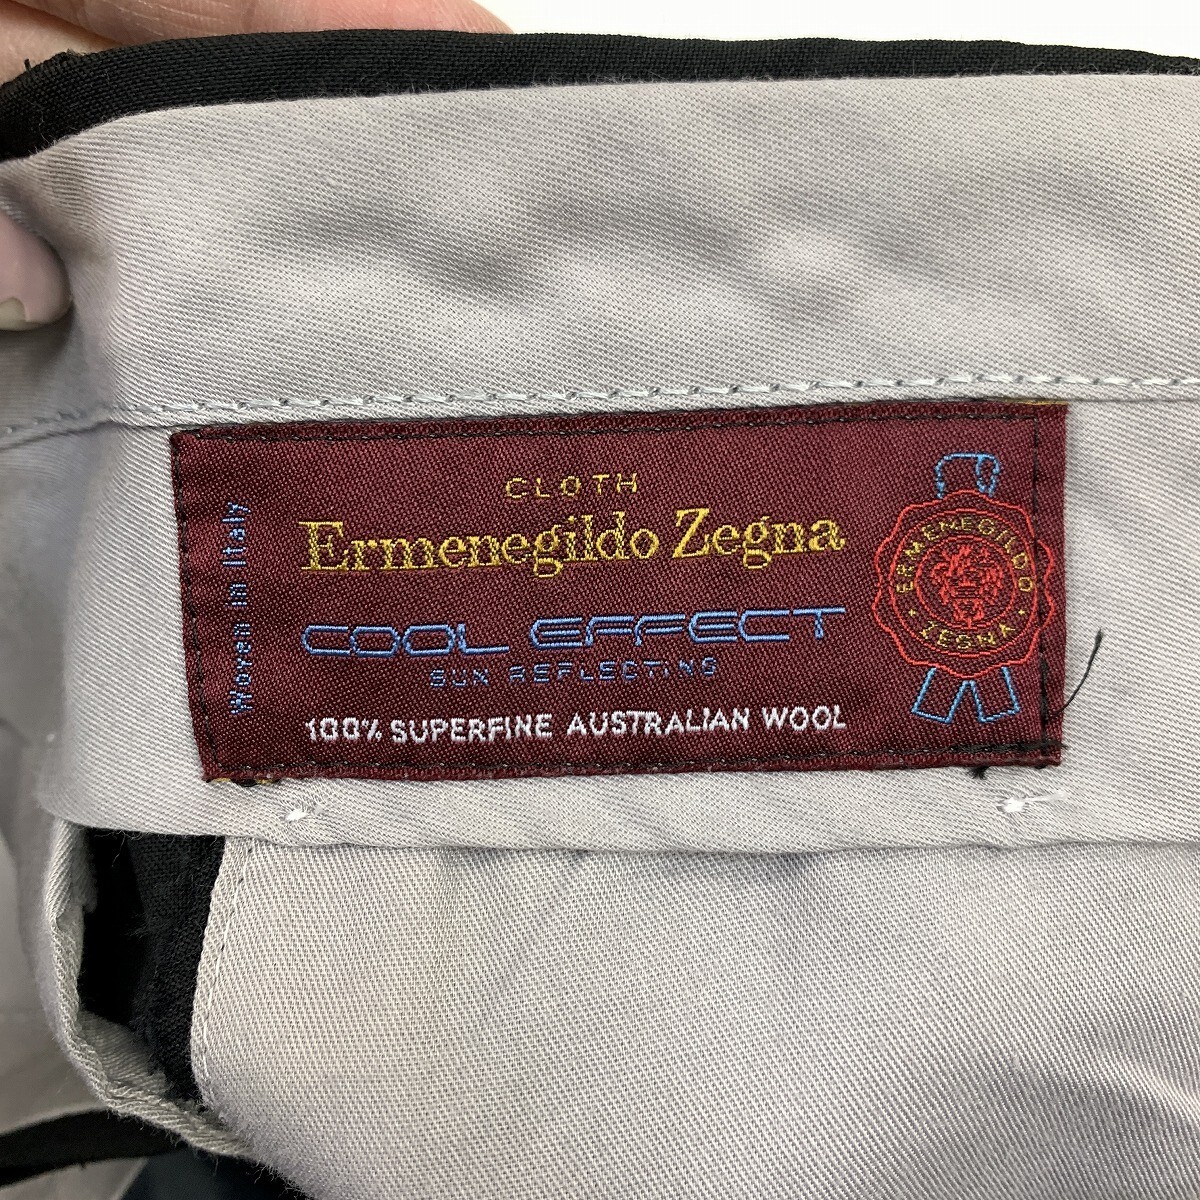 CLOTH
Ermenegildo Zegna
COOL EFFECT
SUN REFLECTING
100% SUPERFINE AUSTRALIAN WOOL
Woven in Italy
ERMENEGILDO
ZEGNA